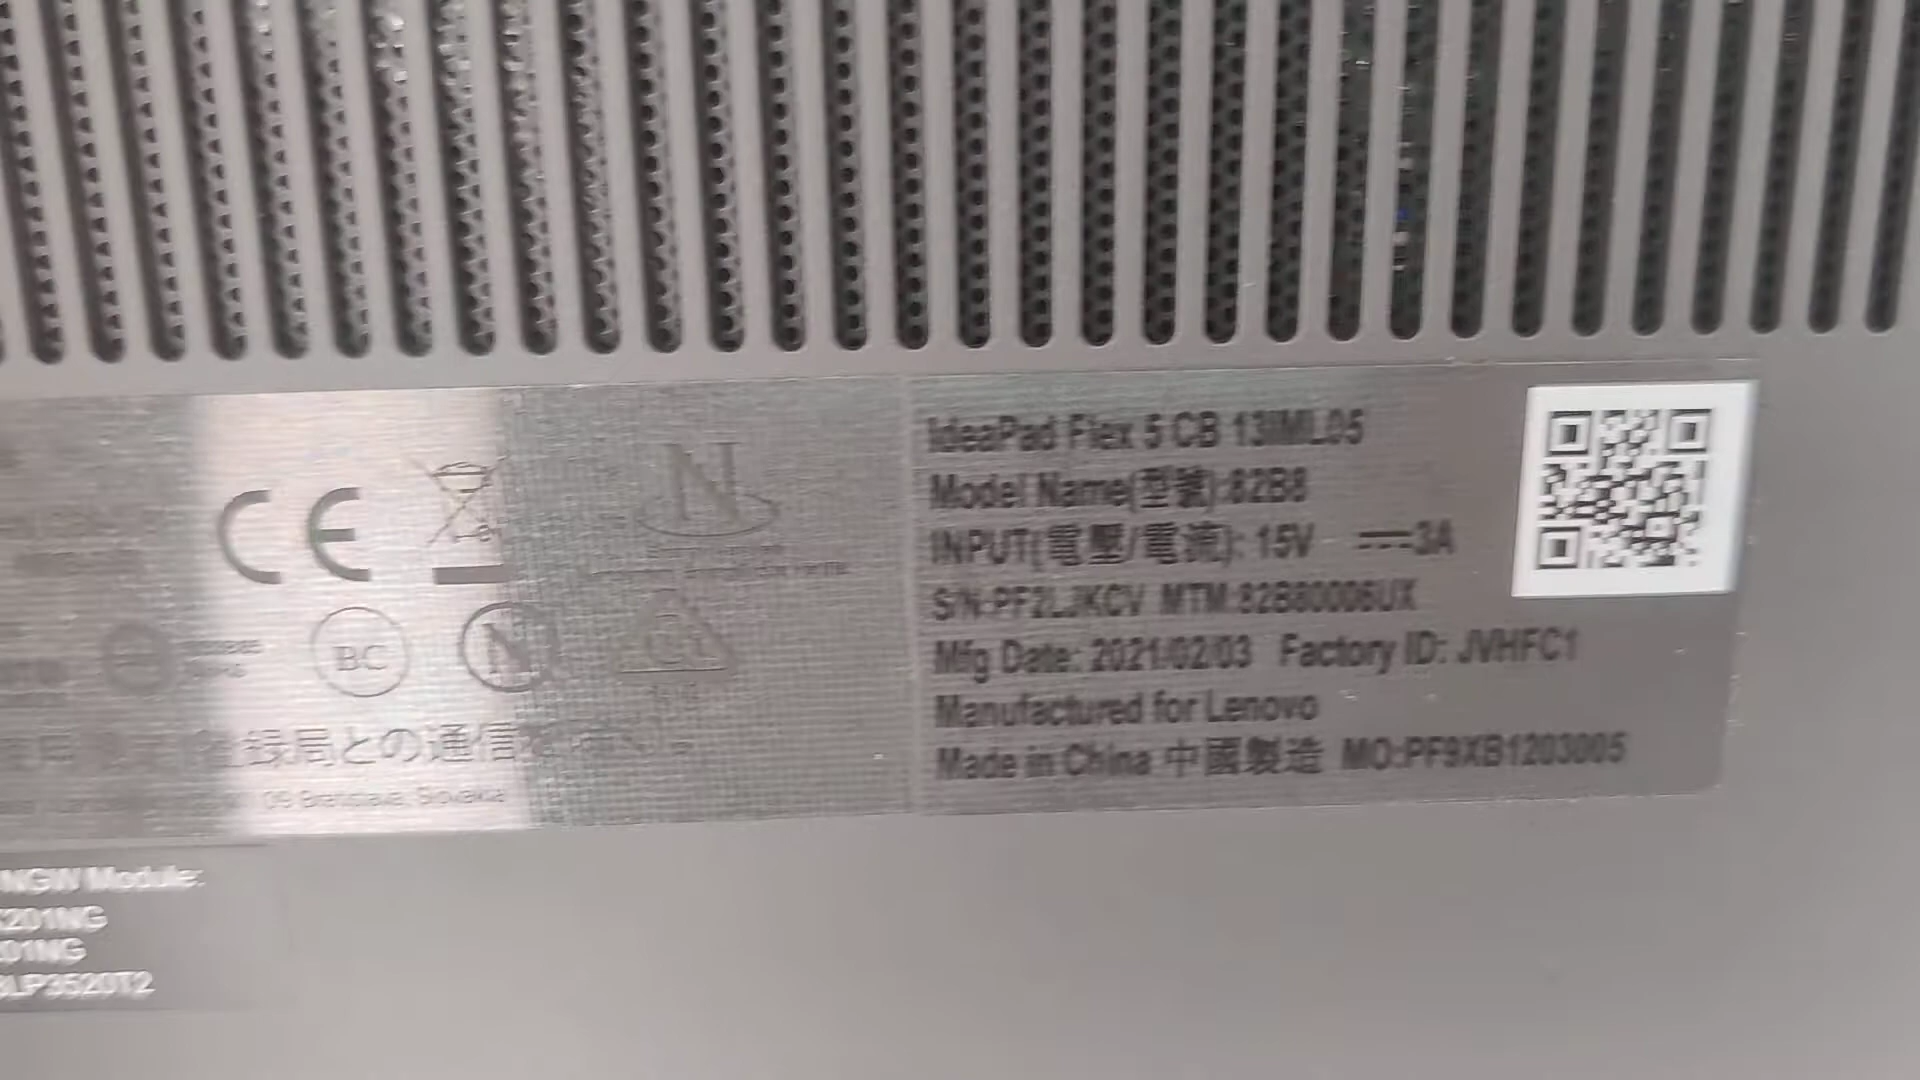 IdeaPad Flex 5 CB 13IML05
Model Name(型號):82B8
INPUT(電壓/電流): 15V ⎓3A
S/N:PF2LJKCV MTM:82B80006UX
Mfg Date: 2021/02/03 Factory ID: JVHFC1
Manufactured for Lenovo
Made in China 中國製造 MO:PF9XB1203005
CE
N
BC
N
登録局との通信
09 Bratislava, Slovakia
NGW Module:
201NG
01NG
LP3520T2